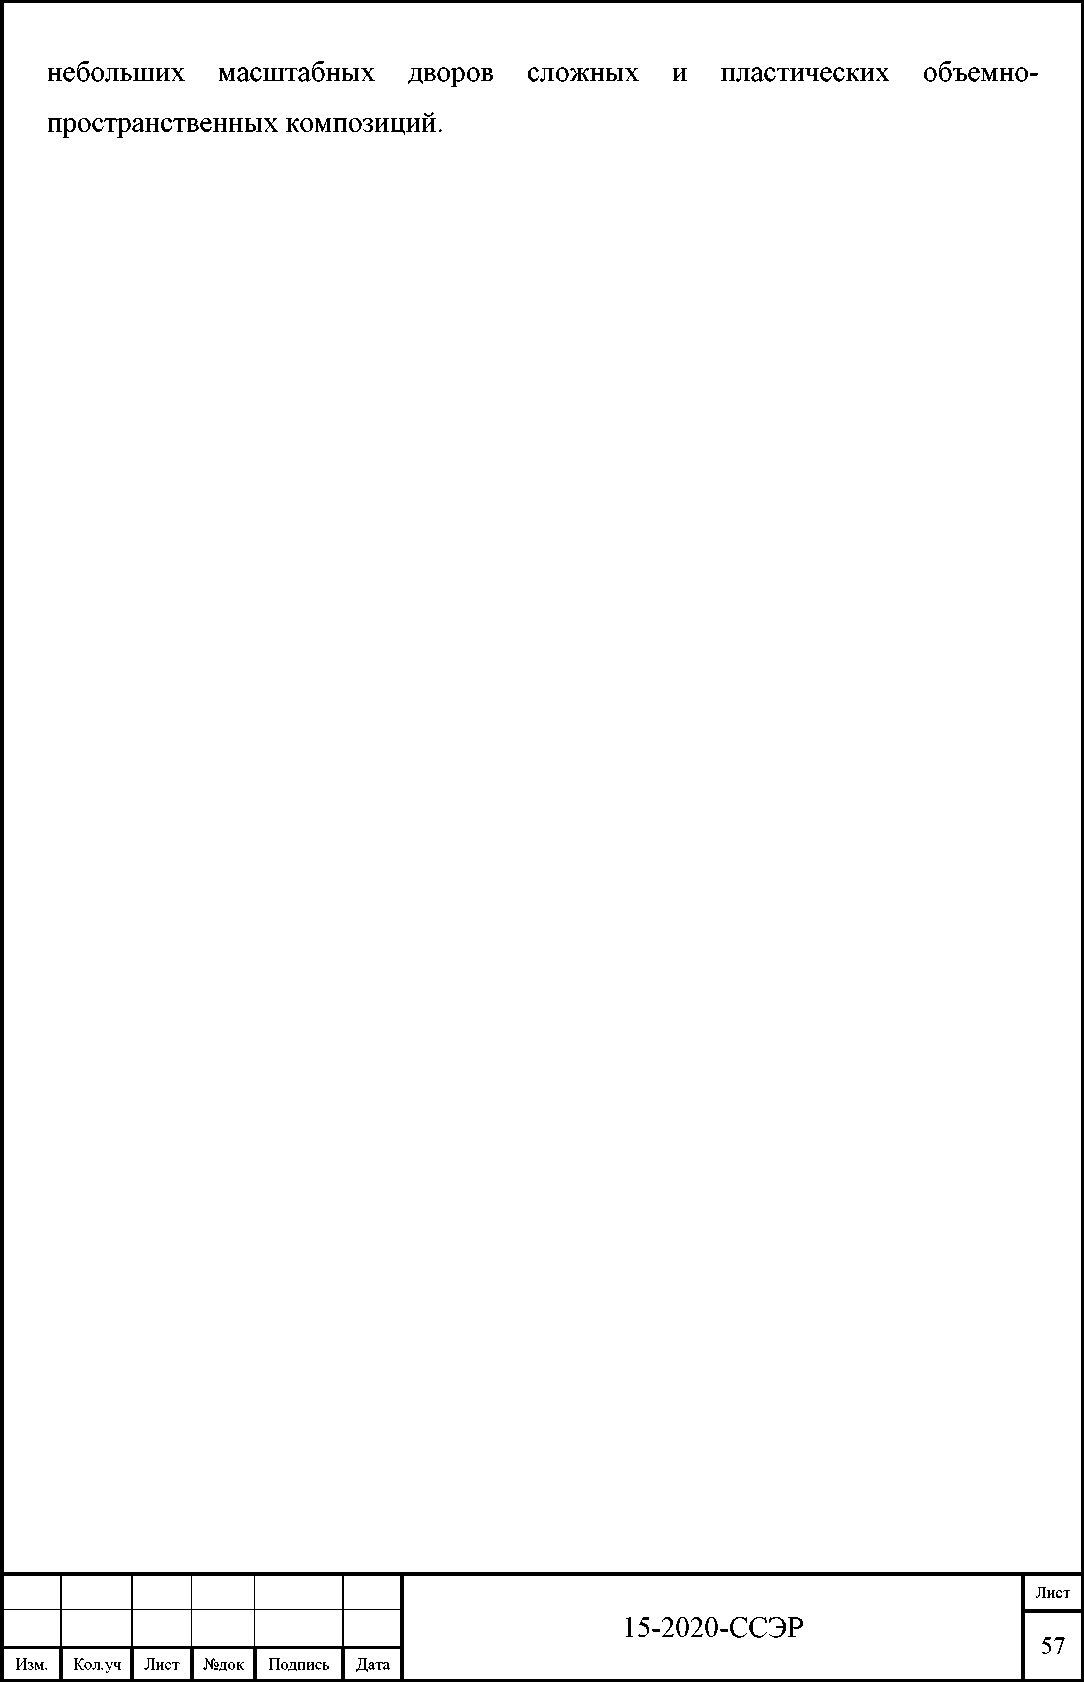 небольших масштабных дворов сложных и пластических объемно-
пространственных композиций.
Лист
15-2020-ССЭР
57
Изм. Кол.уч Лист №док Подпись Дата